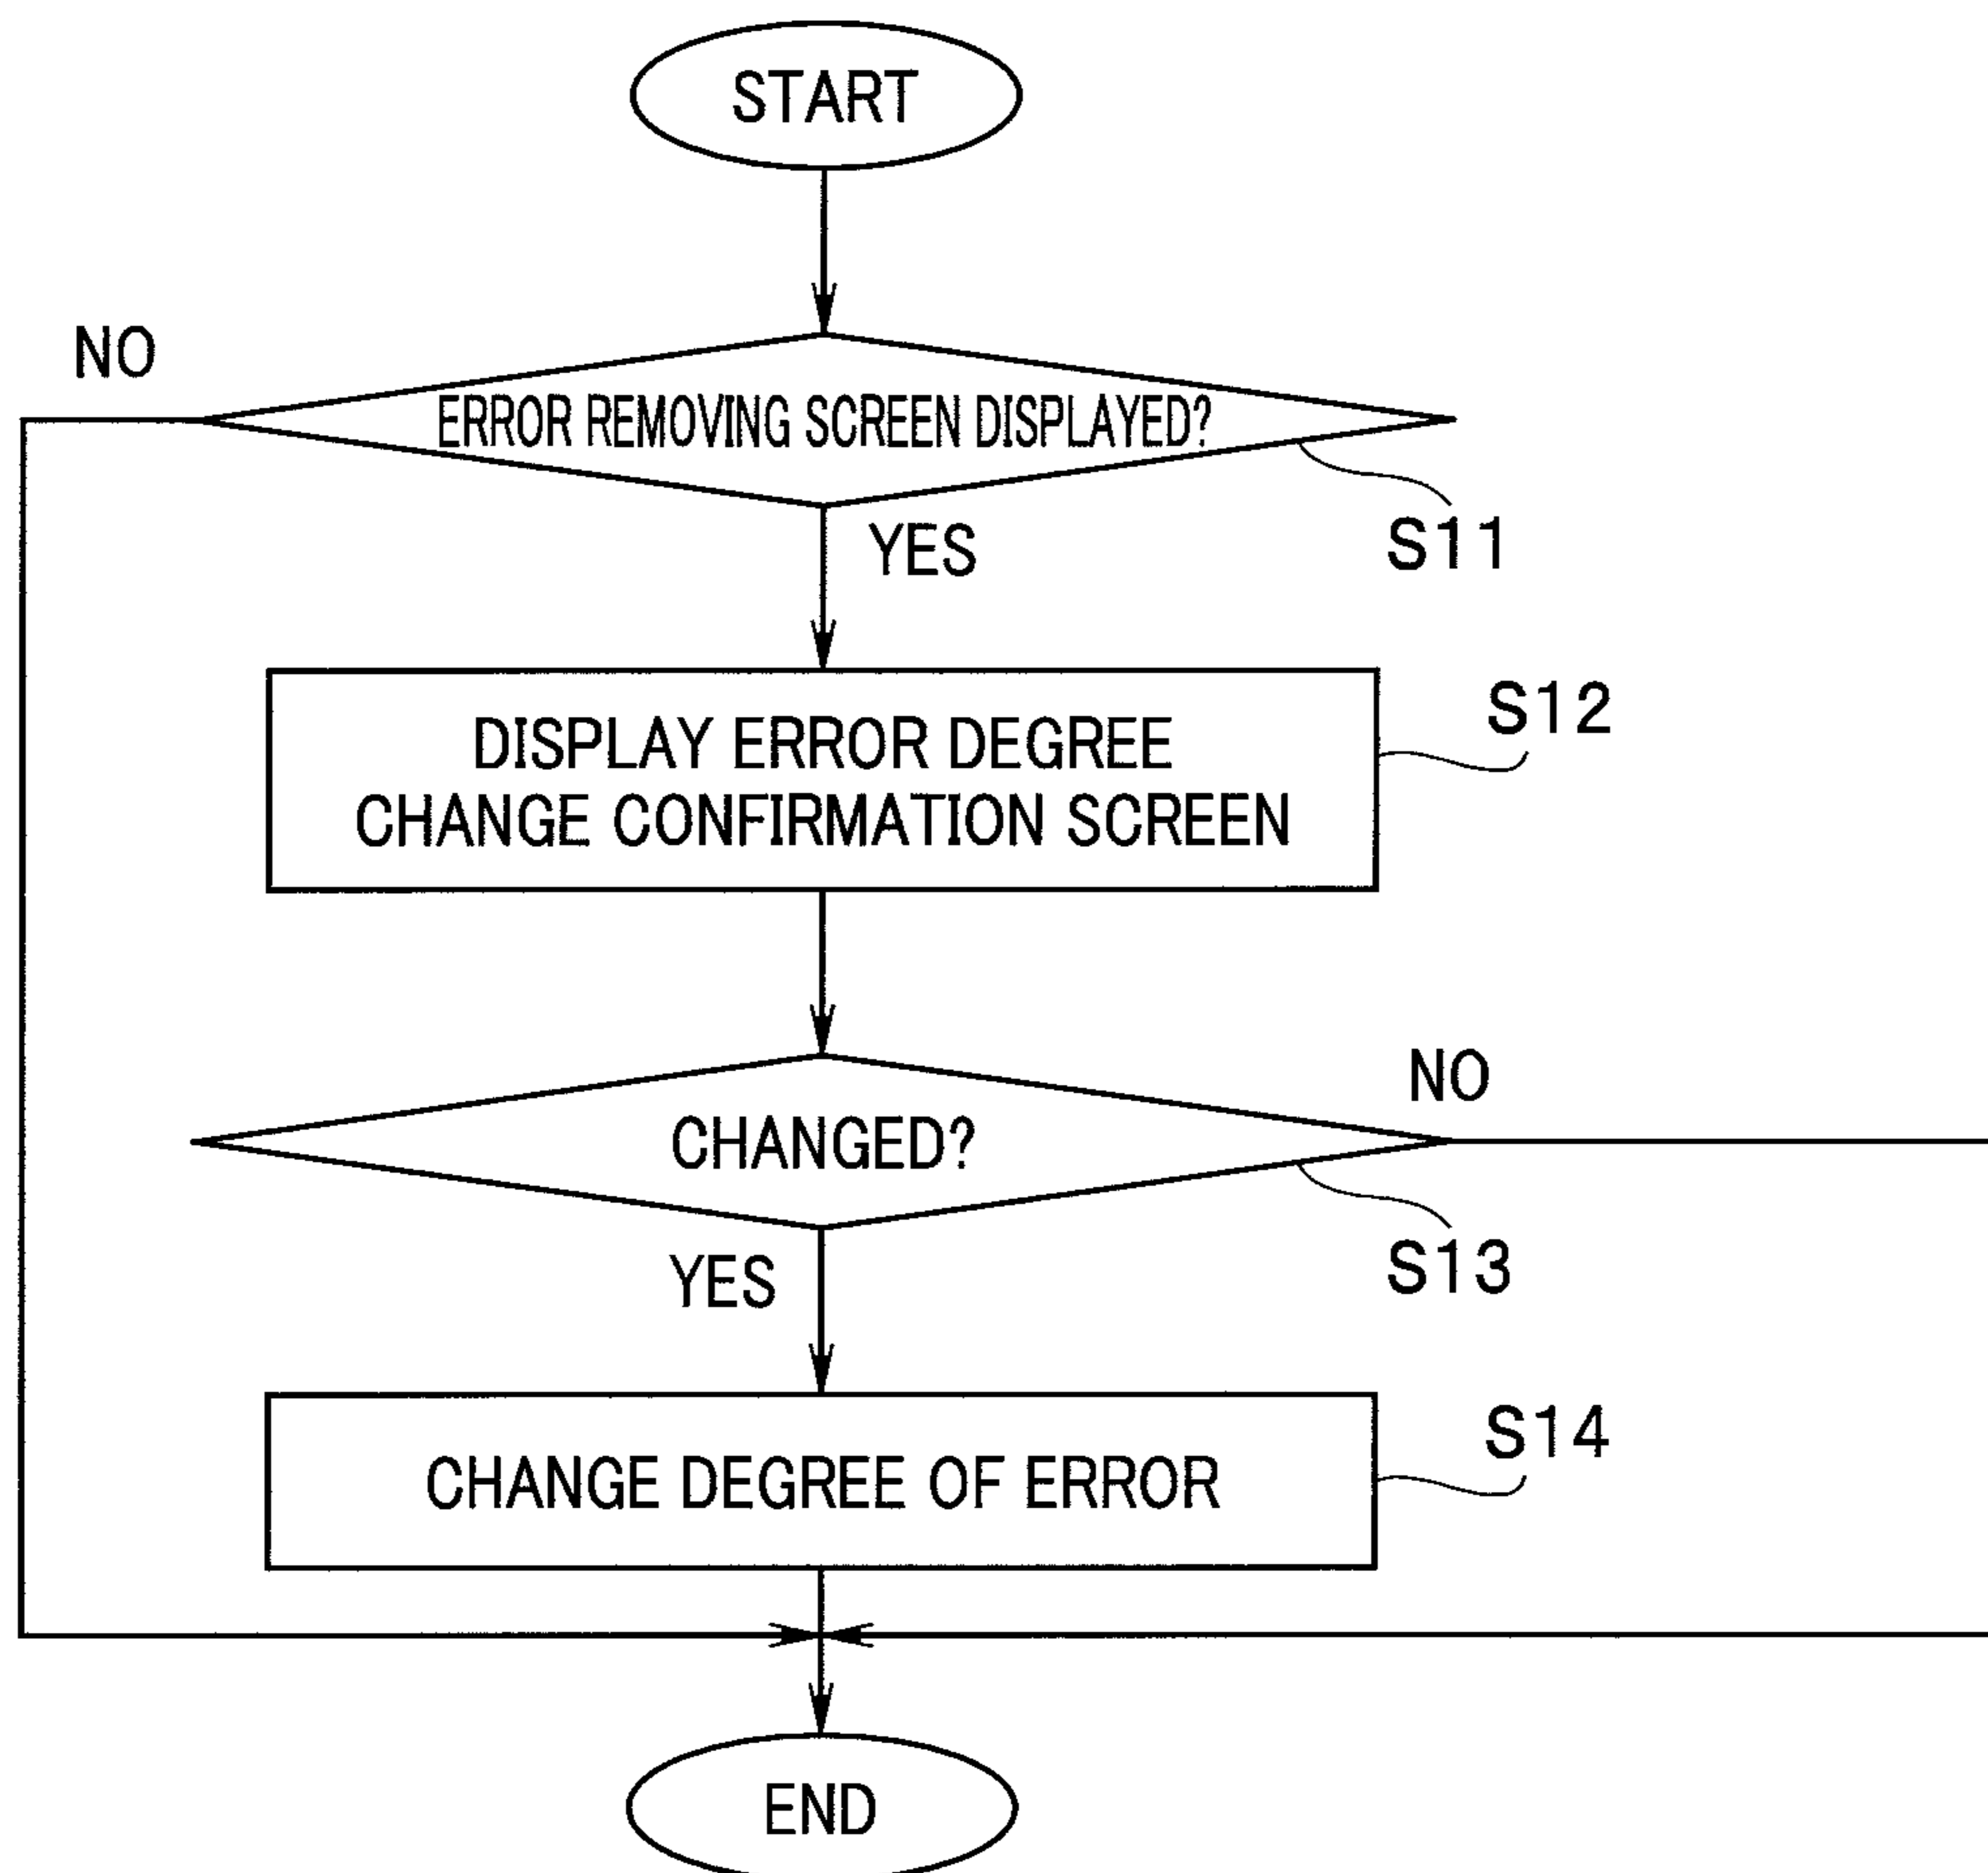 START
NO
ERROR REMOVING SCREEN DISPLAYED?
S11
YES
S12
DISPLAY ERROR DEGREE
CHANGE CONFIRMATION SCREEN
NO
CHANGED?
S13
YES
S14
CHANGE DEGREE OF ERROR
END